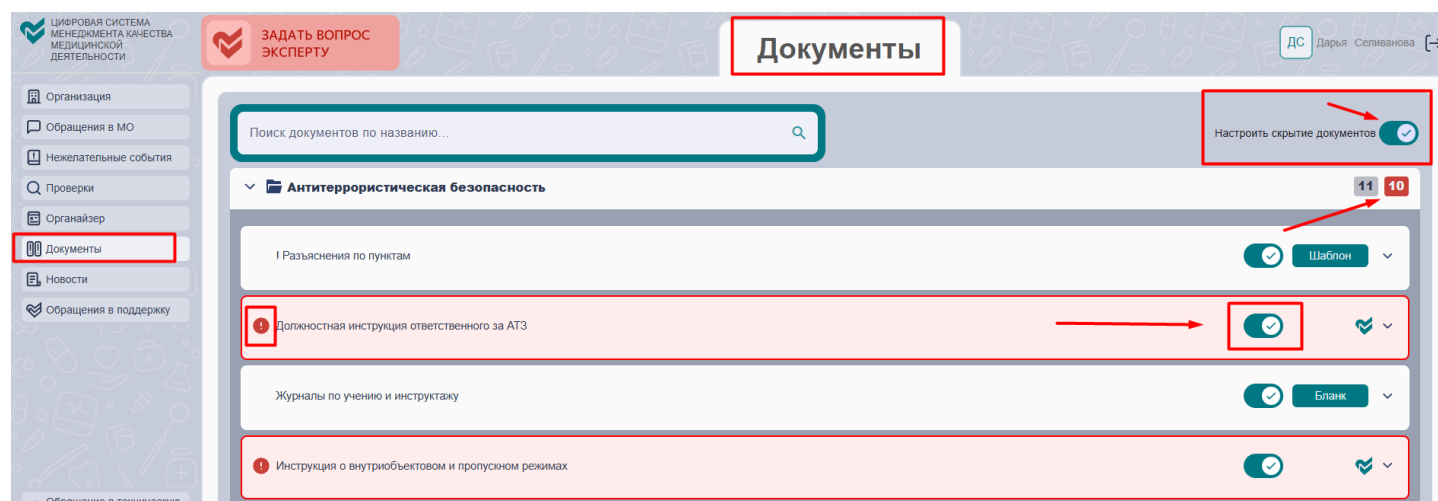 ЦИФРОВАЯ СИСТЕМА
МЕНЕДЖМЕНТА КАЧЕСТВА
МЕДИЦИНСКОЙ
ДЕЯТЕЛЬНОСТИ
ЗАДАТЬ ВОПРОС
ЭКСПЕРТУ
Документы
ДС Дарья Селиванова
Организация
Обращения в МО
Нежелательные события
Проверки
Органайзер
Документы
Новости
Обращения в поддержку
Обращение в техническую
Поиск документов по названию...
Настроить скрытие документов
Антитеррористическая безопасность 11 10
! Разъяснения по пунктам Шаблон
Должностная инструкция ответственного за АТЗ
Журналы по учению и инструктажу Бланк
Инструкция о внутриобъектовом и пропускном режимах